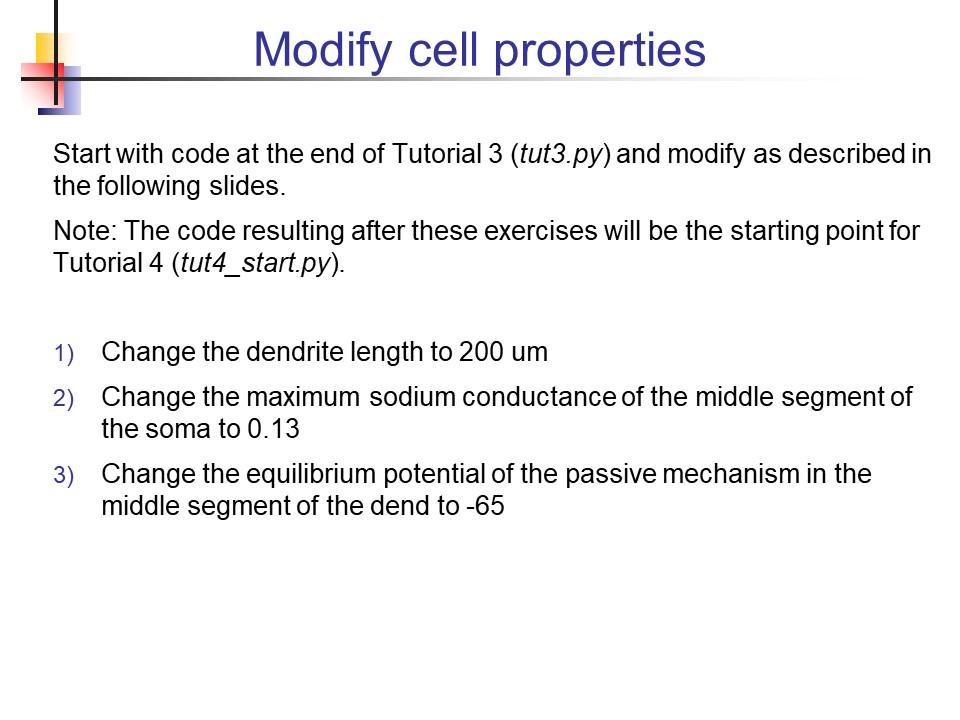 Modify cell properties
Start with code at the end of Tutorial 3 (tut3.py) and modify as described in
the following slides.
Note: The code resulting after these exercises will be the starting point for
Tutorial 4 (tut4_start.py).
1) Change the dendrite length to 200 um
2) Change the maximum sodium conductance of the middle segment of
the soma to 0.13
3) Change the equilibrium potential of the passive mechanism in the
middle segment of the dend to -65